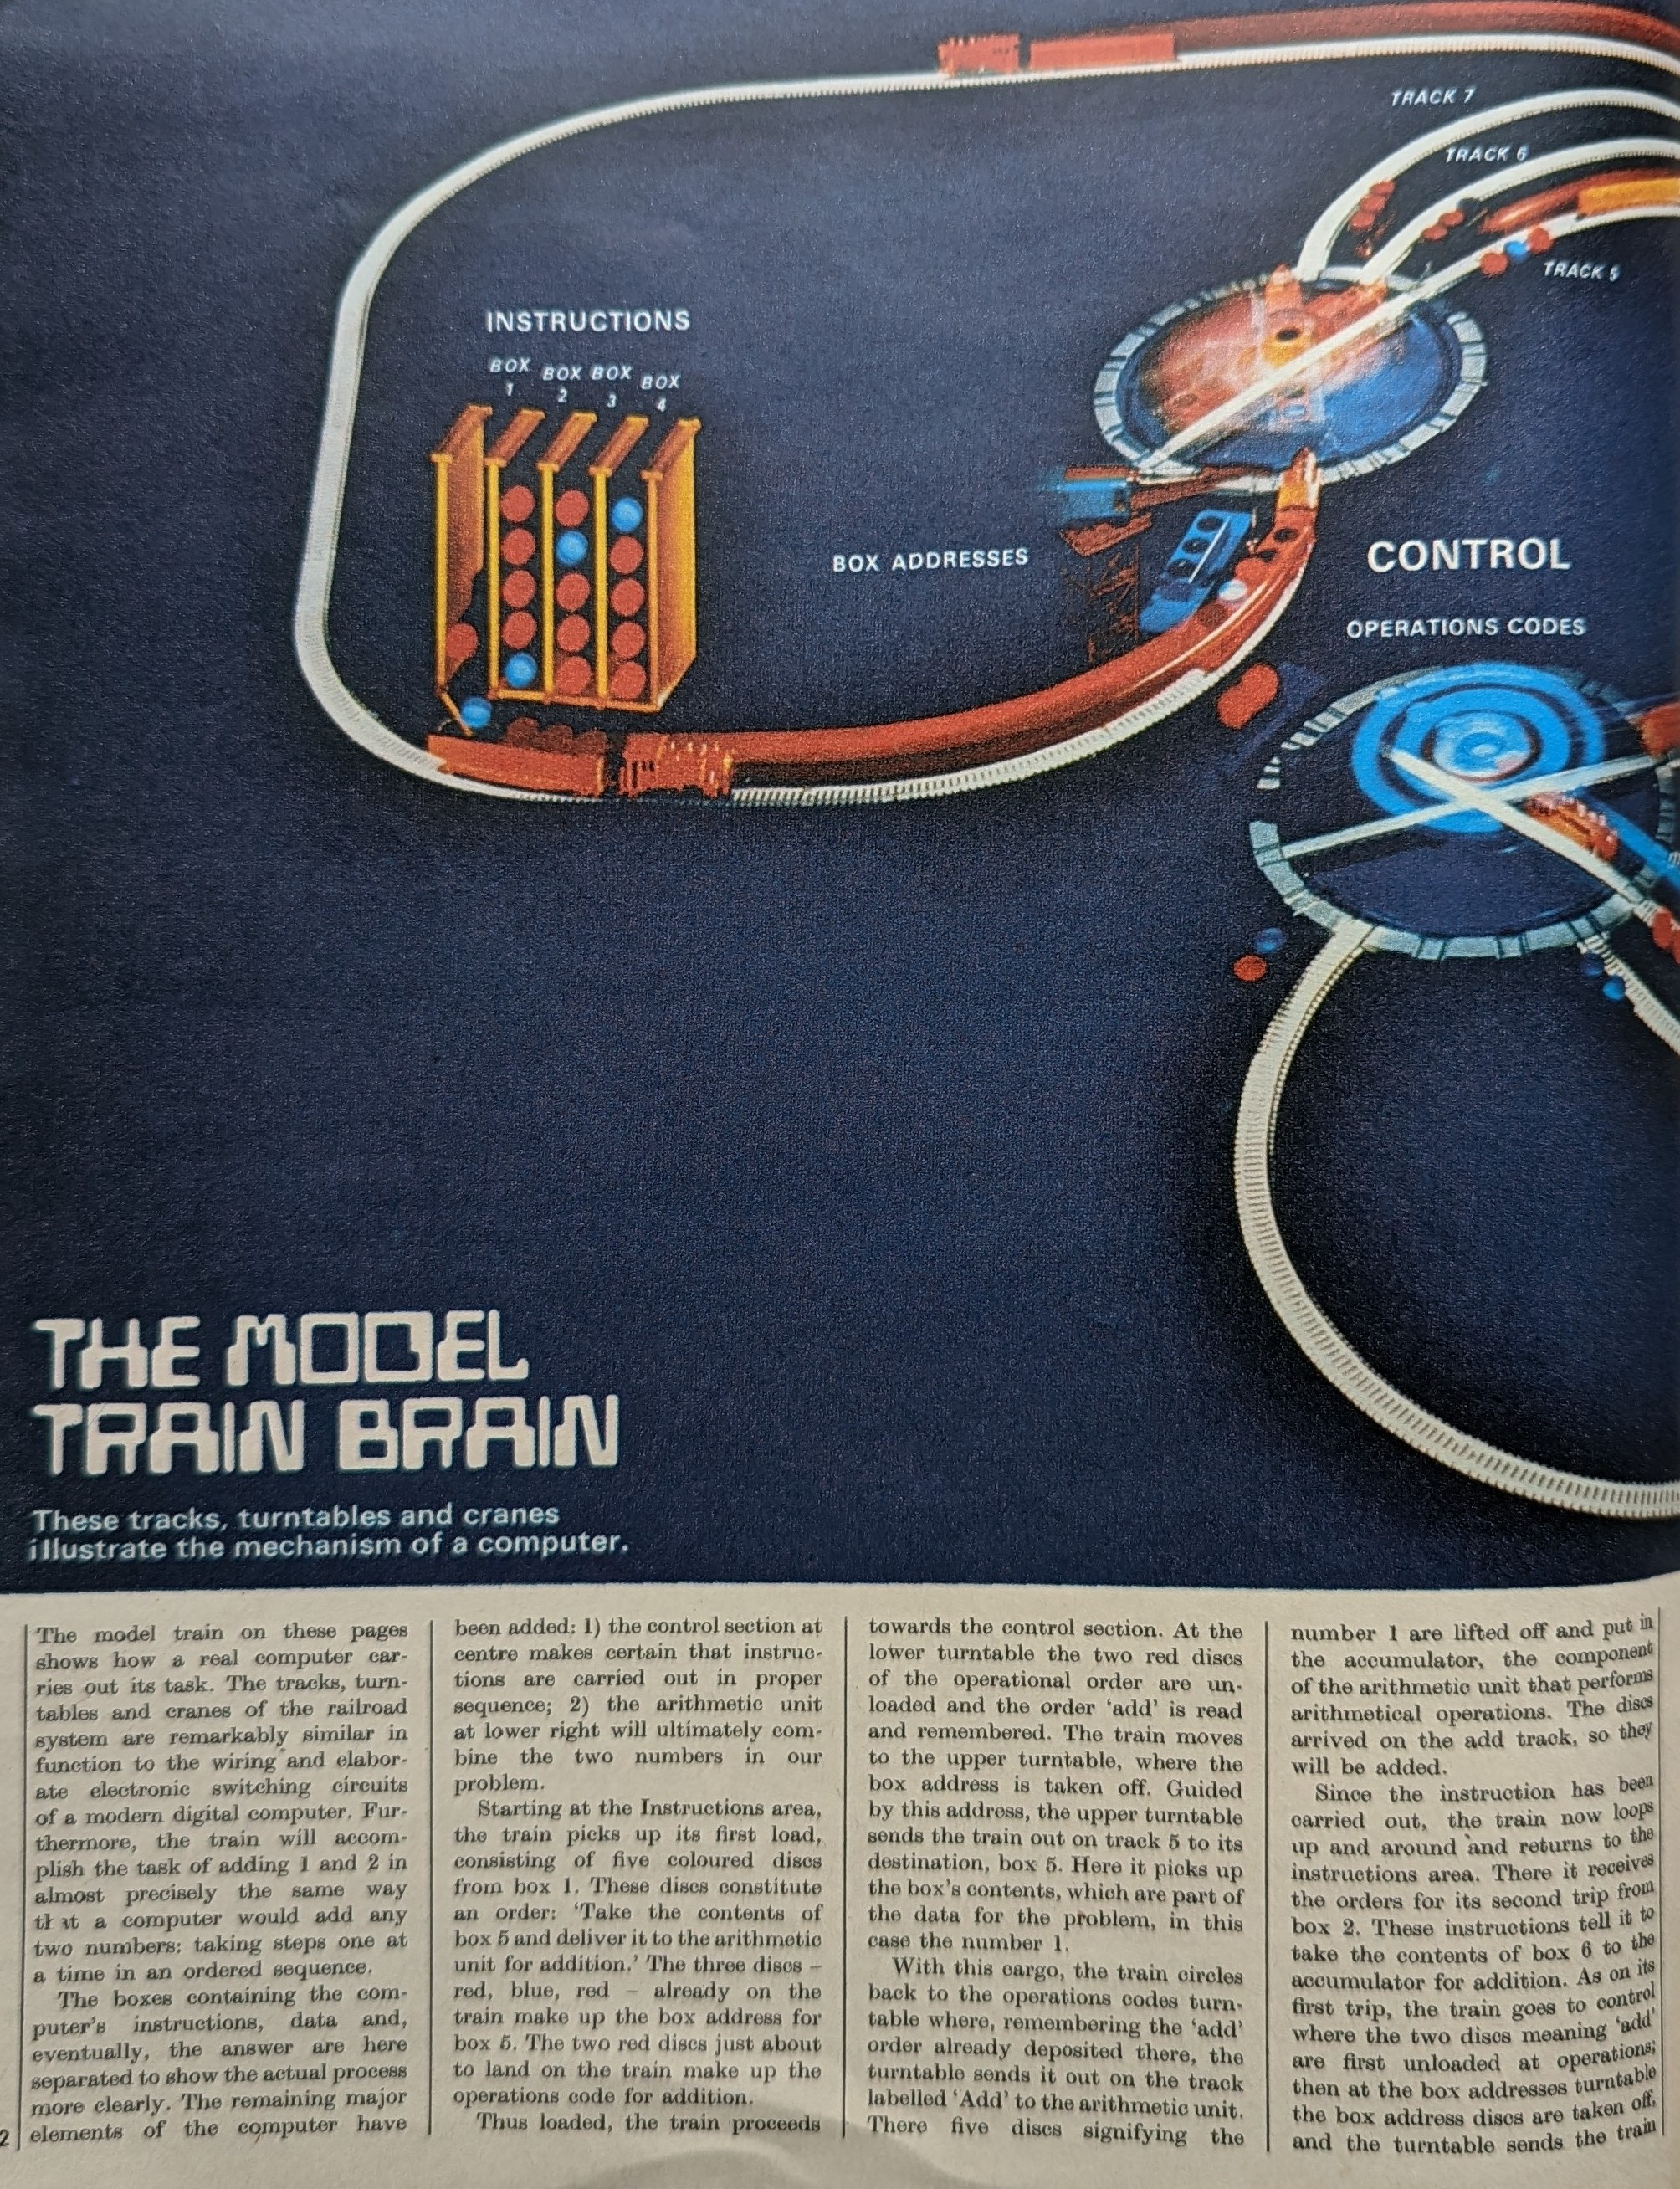 TRACK 7
TRACK 6
TRACK 5
INSTRUCTIONS
BOX 1
BOX 2
BOX 3
BOX 4
BOX ADDRESSES
CONTROL
OPERATIONS CODES
THE MODEL
TRAIN BRAIN
These tracks, turntables and cranes
illustrate the mechanism of a computer.
The model train on these pages
shows how a real computer car-
ries out its task. The tracks, turn-
tables and cranes of the railroad
system are remarkably similar in
function to the wiring and elabor-
ate electronic switching circuits
of a modern digital computer. Fur-
thermore, the train will accom-
plish the task of adding 1 and 2 in
almost precisely the same way
that a computer would add any
two numbers: taking steps one at
a time in an ordered sequence.
The boxes containing the com-
puter's instructions, data and,
eventually, the answer are here
separated to show the actual process
more clearly. The remaining major
elements of the computer have
been added: 1) the control section at
centre makes certain that instruc-
tions are carried out in proper
sequence; 2) the arithmetic unit
at lower right will ultimately com-
bine the two numbers in our
problem.
Starting at the Instructions area,
the train picks up its first load,
consisting of five coloured discs
from box 1. These discs constitute
an order: 'Take the contents of
box 5 and deliver it to the arithmetic
unit for addition.' The three discs –
red, blue, red – already on the
train make up the box address for
box 5. The two red discs just about
to land on the train make up the
operations code for addition.
Thus loaded, the train proceeds
towards the control section. At the
lower turntable the two red discs
of the operational order are un-
loaded and the order 'add' is read
and remembered. The train moves
to the upper turntable, where the
box address is taken off. Guided
by this address, the upper turntable
sends the train out on track 5 to its
destination, box 5. Here it picks up
the box's contents, which are part of
the data for the problem, in this
case the number 1.
With this cargo, the train circles
back to the operations codes turn-
table where, remembering the 'add'
order already deposited there, the
turntable sends it out on the track
labelled 'Add' to the arithmetic unit.
There five discs signifying the
number 1 are lifted off and put in
the accumulator, the component
of the arithmetic unit that performs
arithmetical operations. The discs
arrived on the add track, so they
will be added.
Since the instruction has been
carried out, the train now loops
up and around and returns to the
instructions area. There it receives
the orders for its second trip from
box 2. These instructions tell it to
take the contents of box 6 to the
accumulator for addition. As on its
first trip, the train goes to control
where the two discs meaning 'add'
are first unloaded at operations;
then at the box addresses turntable
the box address discs are taken off,
and the turntable sends the train
2